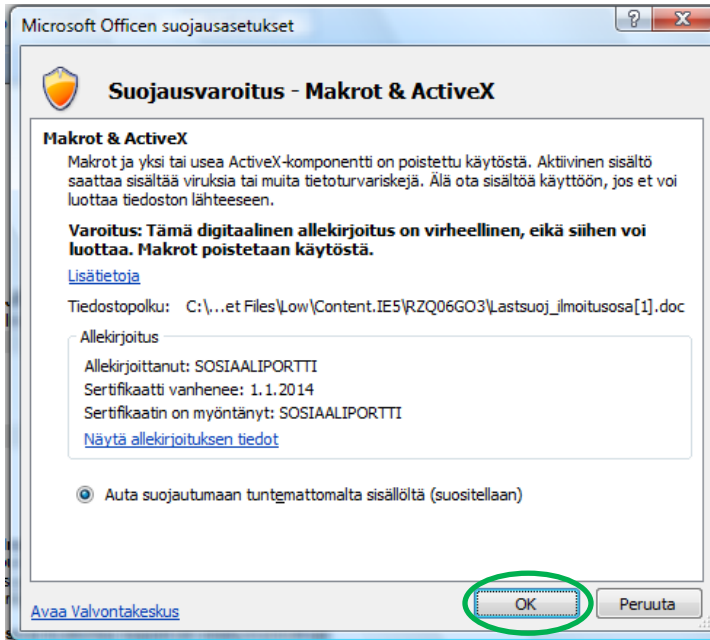 Microsoft Officen suojausasetukset
Suojausvaroitus - Makrot & ActiveX
Makrot & ActiveX
Makrot ja yksi tai usea ActiveX-komponentti on poistettu käytöstä. Aktiivinen sisältö
saattaa sisältää viruksia tai muita tietoturvariskejä. Älä ota sisältöä käyttöön, jos et voi
luottaa tiedoston lähteeseen.
Varoitus: Tämä digitaalinen allekirjoitus on virheellinen, eikä siihen voi
luottaa. Makrot poistetaan käytöstä.
Lisätietoja
Tiedostopolku: C:\...et Files\Low\Content.IE5\RZQ06GO3\Lastsuoj_ilmoitusosa[1].doc
Allekirjoitus
Allekirjoittanut: SOSIAALIPORTTI
Sertifikaatti vanhenee: 1.1.2014
Sertifikaatin on myöntänyt: SOSIAALIPORTTI
Näytä allekirjoituksen tiedot
Auta suojautumaan tuntemattomalta sisällöltä (suositellaan)
Avaa Valvontakeskus
OK
Peruuta